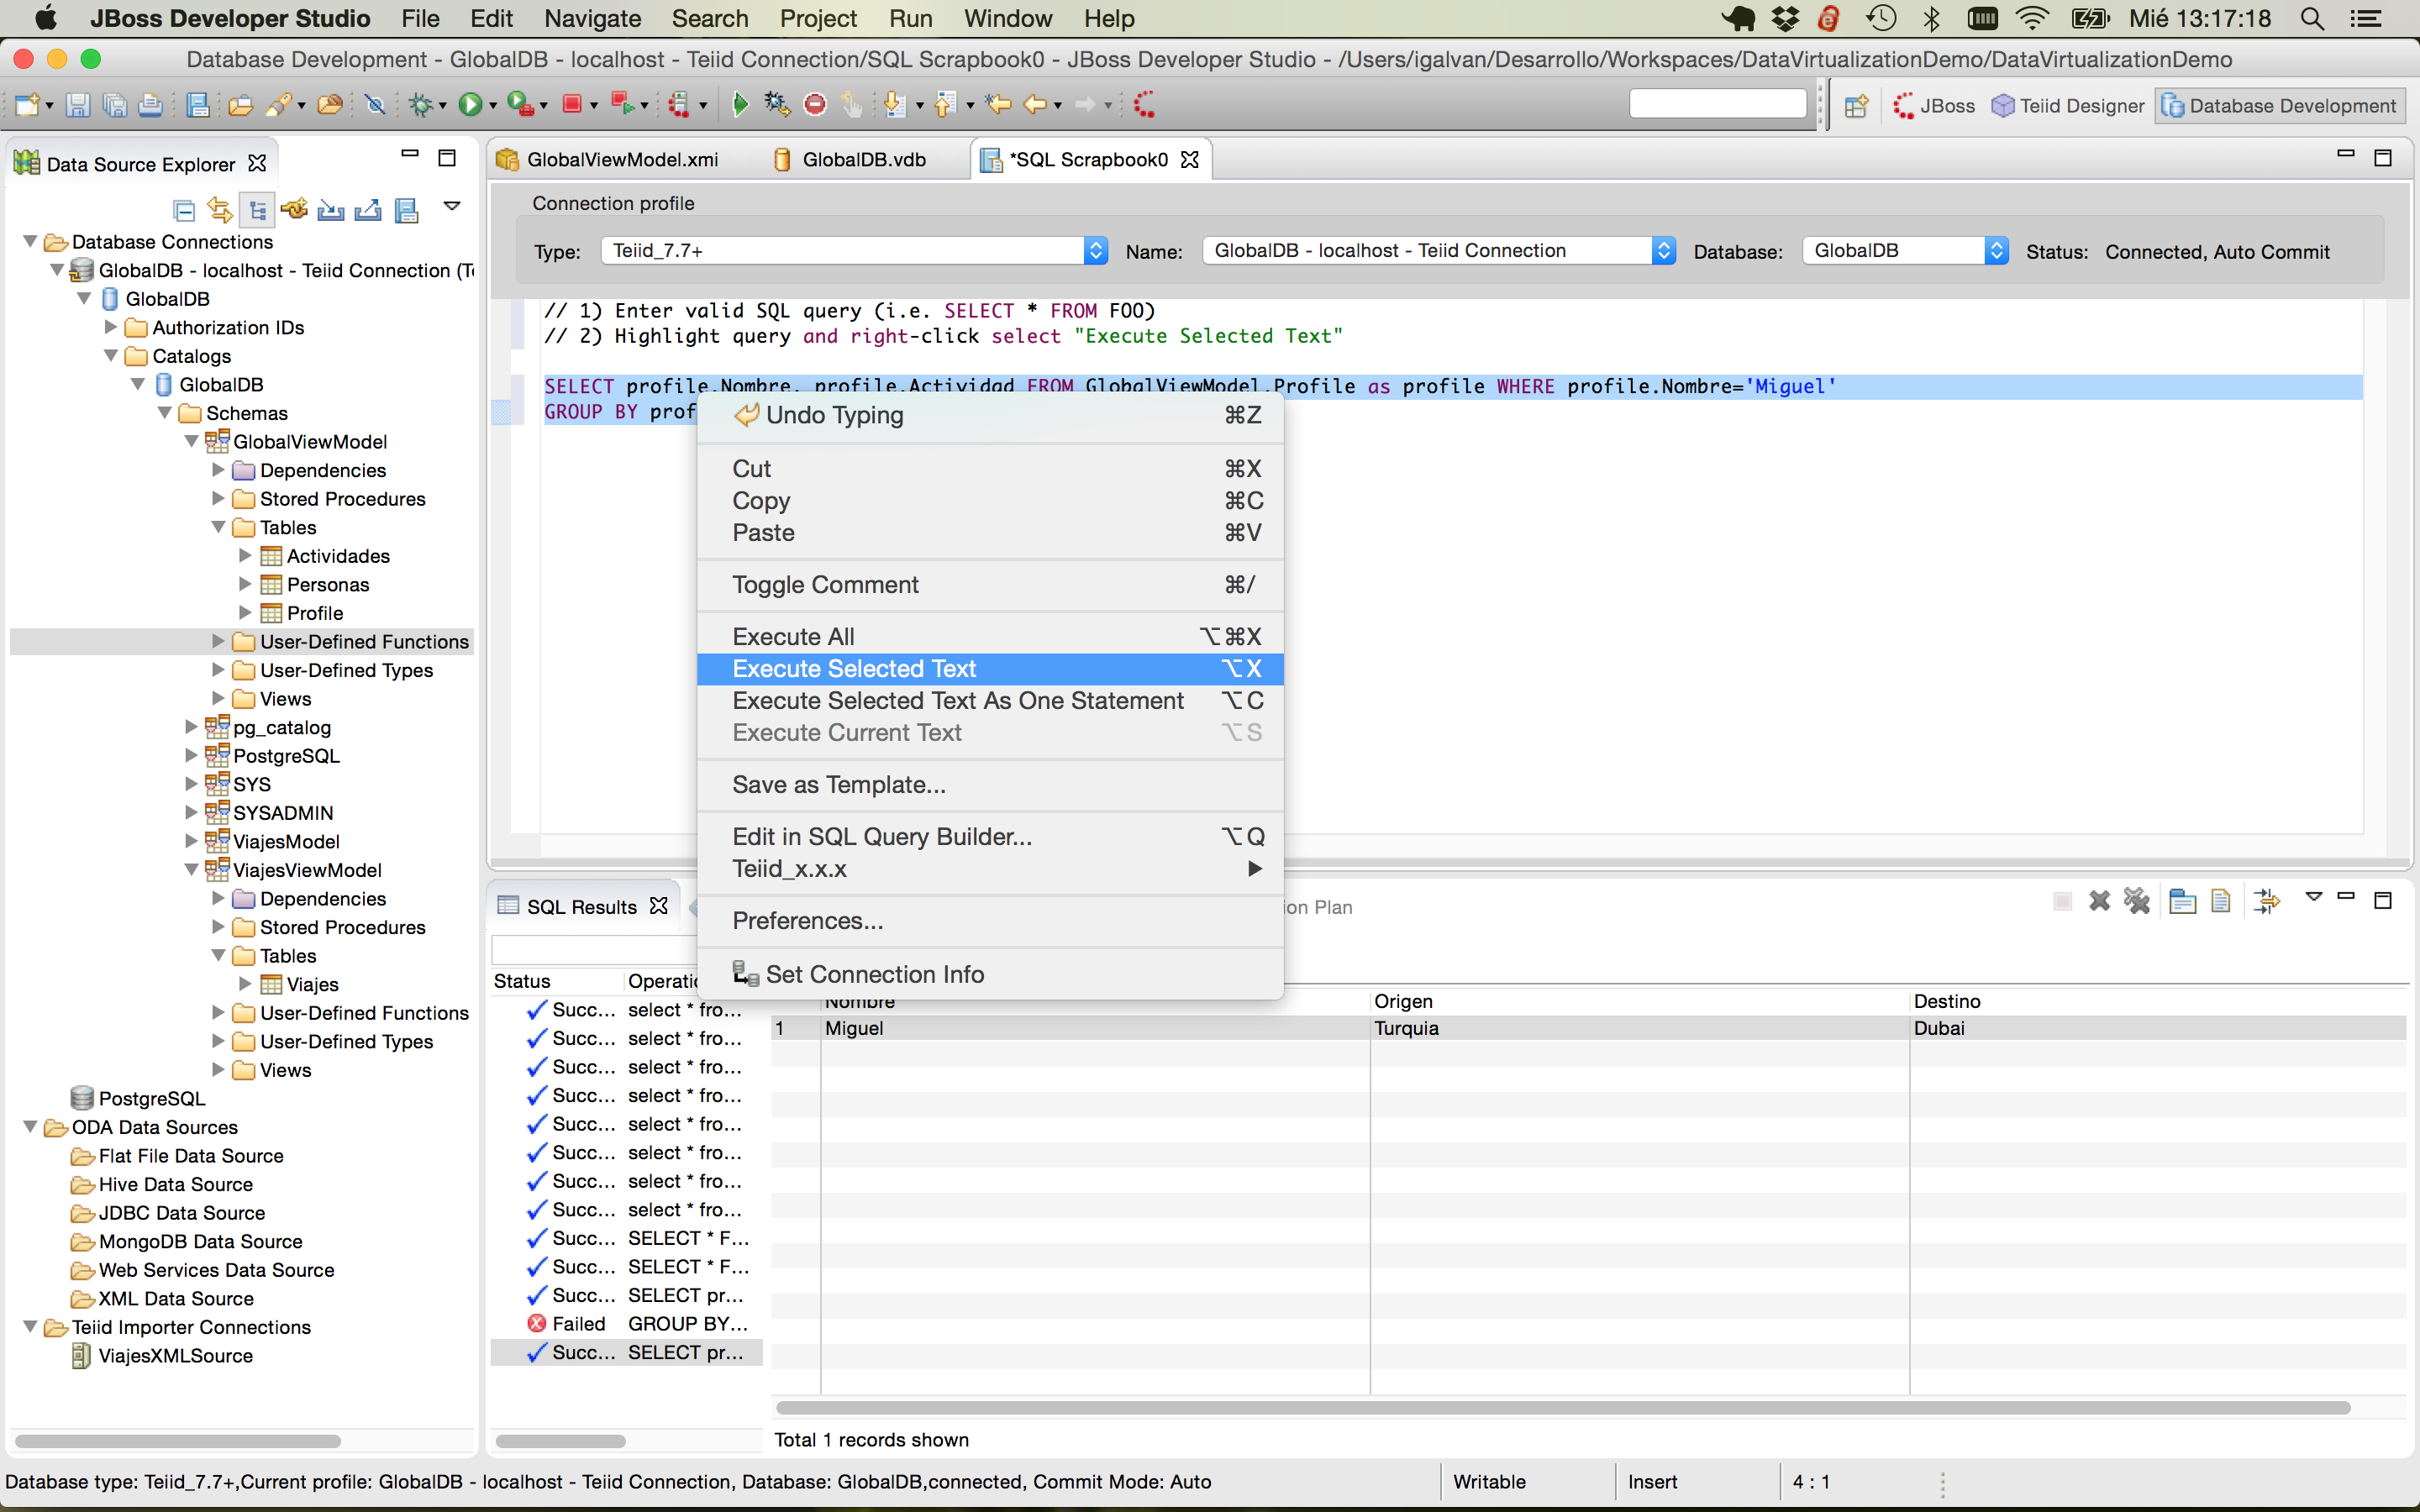 JBoss Developer Studio File Edit Navigate Search Project Run Window Help Mié 13:17:18
Database Development - GlobalDB - localhost - Teiid Connection/SQL Scrapbook0 - JBoss Developer Studio - /Users/igalvan/Desarrollo/Workspaces/DataVirtualizationDemo/DataVirtualizationDemo
JBoss Teiid Designer Database Development
Data Source Explorer
Database Connections
GlobalDB - localhost - Teiid Connection (Te
GlobalDB
Authorization IDs
Catalogs
GlobalDB
Schemas
GlobalViewModel
Dependencies
Stored Procedures
Tables
Actividades
Personas
Profile
User-Defined Functions
User-Defined Types
Views
pg_catalog
PostgreSQL
SYS
SYSADMIN
ViajesModel
ViajesViewModel
Dependencies
Stored Procedures
Tables
Viajes
User-Defined Functions
User-Defined Types
Views
PostgreSQL
ODA Data Sources
Flat File Data Source
Hive Data Source
JDBC Data Source
MongoDB Data Source
Web Services Data Source
XML Data Source
Teiid Importer Connections
ViajesXMLSource
GlobalViewModel.xmi GlobalDB.vdb *SQL Scrapbook0
Connection profile
Type: Teiid_7.7+ Name: GlobalDB - localhost - Teiid Connection Database: GlobalDB Status: Connected, Auto Commit
// 1) Enter valid SQL query (i.e. SELECT * FROM FOO)
// 2) Highlight query and right-click select "Execute Selected Text"
SELECT profile.Nombre, profile.Actividad FROM GlobalViewModel.Profile as profile WHERE profile.Nombre='Miguel'
GROUP BY prof
Undo Typing ⌘Z
Cut ⌘X
Copy ⌘C
Paste ⌘V
Toggle Comment ⌘/
Execute All ⌥⌘X
Execute Selected Text ⌥X
Execute Selected Text As One Statement ⌥C
Execute Current Text ⌥S
Save as Template...
Edit in SQL Query Builder... ⌥Q
Teiid_x.x.x
Preferences...
Set Connection Info
SQL Results ion Plan
Status Operatio
Succ... select * fro...
Succ... select * fro...
Succ... select * fro...
Succ... select * fro...
Succ... select * fro...
Succ... select * fro...
Succ... select * fro...
Succ... select * fro...
Succ... SELECT * F...
Succ... SELECT * F...
Succ... SELECT pr...
Failed GROUP BY...
Succ... SELECT pr...
Nombre Origen Destino
1 Miguel Turquia Dubai
Total 1 records shown
Database type: Teiid_7.7+,Current profile: GlobalDB - localhost - Teiid Connection, Database: GlobalDB,connected, Commit Mode: Auto Writable Insert 4 : 1